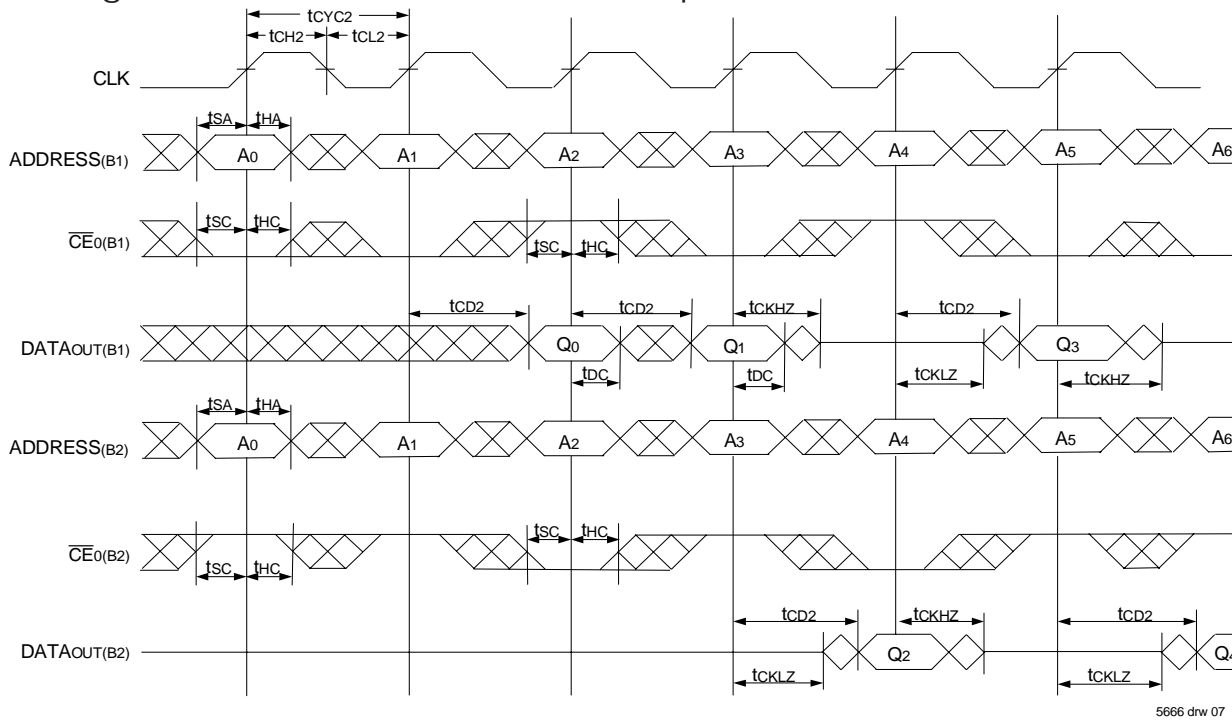 tCYC2
tCH2 tCL2
CLK
tSA tHA
ADDRESS(B1) A0 A1 A2 A3 A4 A5 A6
tSC tHC tSC tHC
CE0(B1)
tCD2 tCD2 tCKHZ tCD2
DATAOUT(B1) Q0 Q1 Q3
tDC tDC tCKLZ tCKHZ
tSA tHA
ADDRESS(B2) A0 A1 A2 A3 A4 A5 A6
tSC tHC
CE0(B2)
tSC tHC
tCD2 tCKHZ tCD2
DATAOUT(B2) Q2 Q4
tCKLZ tCKLZ
5666 drw 07